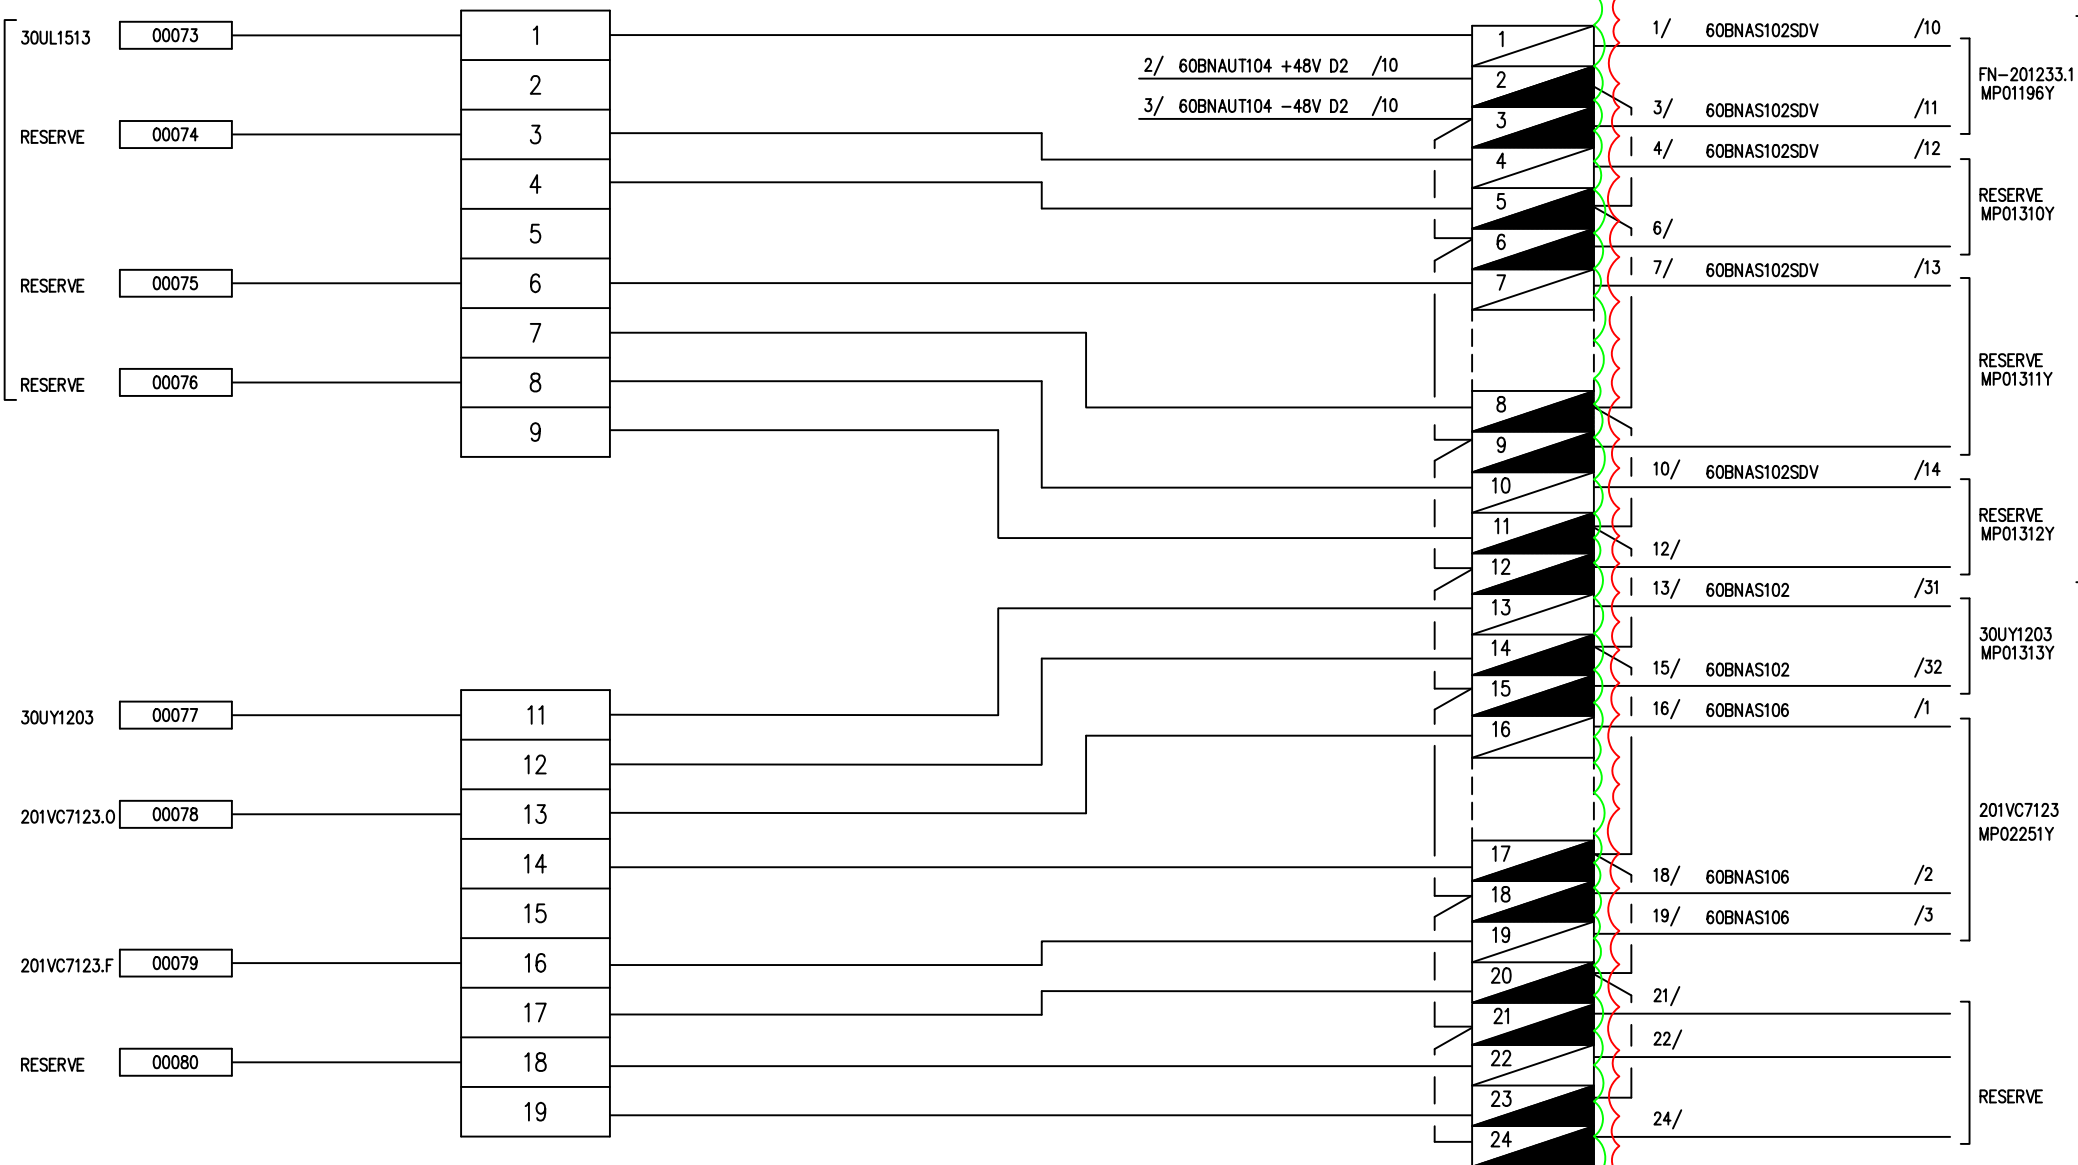 30UL1513
00073
RESERVE
00074
RESERVE
00075
RESERVE
00076
1
2
3
4
5
6
7
8
9
30UY1203
00077
201VC7123.O
00078
201VC7123.F
00079
RESERVE
00080
11
12
13
14
15
16
17
18
19
2/ 60BNAUT104 +48V D2 /10
3/ 60BNAUT104 -48V D2 /10
1
2
3
4
5
6
7
8
9
10
11
12
13
14
15
16
17
18
19
20
21
22
23
24
1/ 60BNAS102SDV /10
3/ 60BNAS102SDV /11
4/ 60BNAS102SDV /12
6/
7/ 60BNAS102SDV /13
10/ 60BNAS102SDV /14
12/
13/ 60BNAS102 /31
15/ 60BNAS102 /32
16/ 60BNAS106 /1
18/ 60BNAS106 /2
19/ 60BNAS106 /3
21/
22/
24/
FN-201233.1
MP01196Y
RESERVE
MP01310Y
RESERVE
MP01311Y
RESERVE
MP01312Y
30UY1203
MP01313Y
201VC7123
MP02251Y
RESERVE